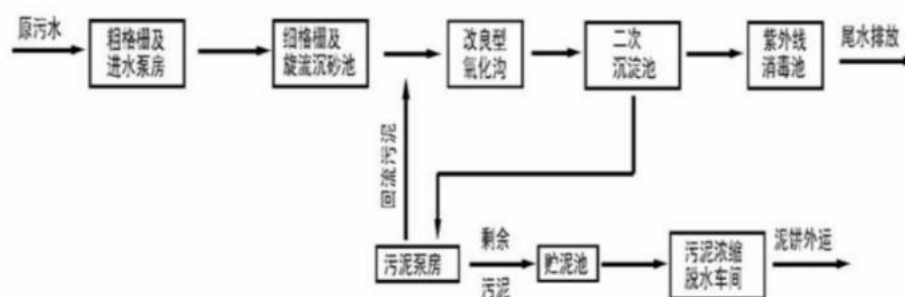 原污水
粗格栅及
进水泵房
细格栅及
旋流沉砂池
改良型
氧化沟
二次
沉淀池
紫外线
消毒池
尾水排放
回流污泥
污泥泵房
剩余
污泥
贮泥池
污泥浓缩
脱水车间
泥饼外运